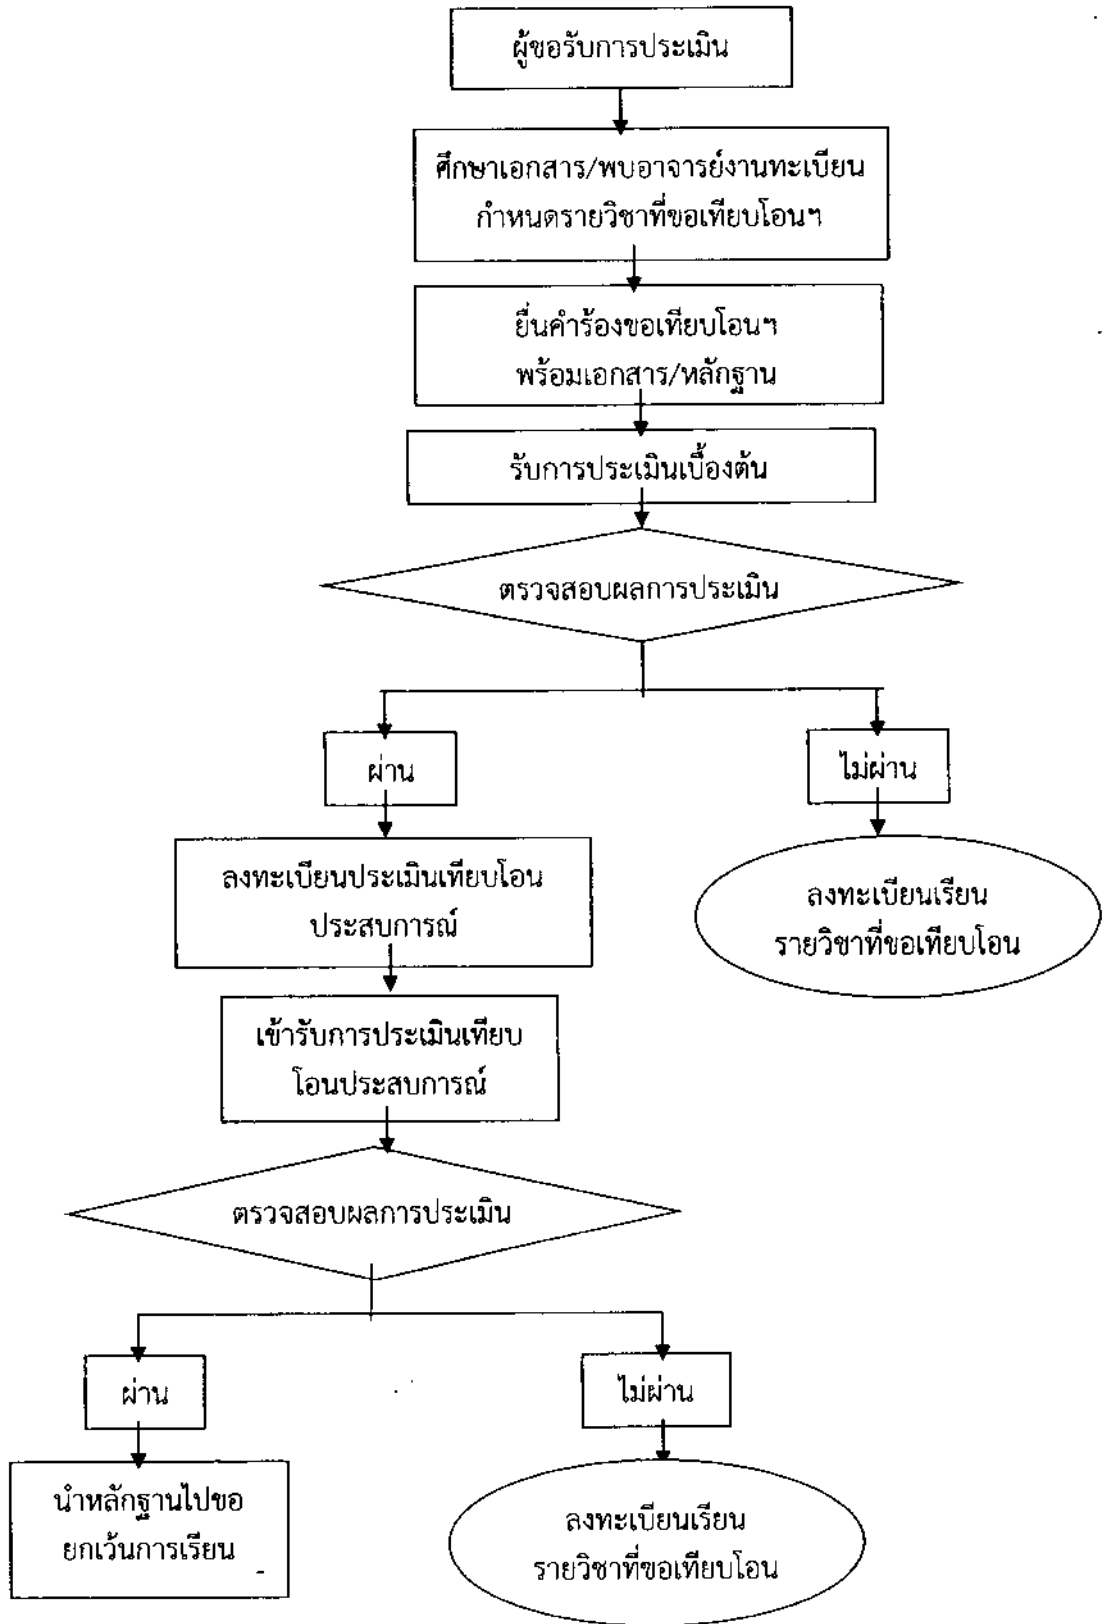 ผู้ขอรับการประเมิน
ศึกษาเอกสาร/พบอาจารย์งานทะเบียน
กำหนดรายวิชาที่ขอเทียบโอนฯ
ยื่นคำร้องขอเทียบโอนฯ
พร้อมเอกสาร/หลักฐาน
รับการประเมินเบื้องต้น
ตรวจสอบผลการประเมิน
ผ่าน
ไม่ผ่าน
ลงทะเบียนประเมินเทียบโอน
ประสบการณ์
ลงทะเบียนเรียน
รายวิชาที่ขอเทียบโอน
เข้ารับการประเมินเทียบ
โอนประสบการณ์
ตรวจสอบผลการประเมิน
ผ่าน
ไม่ผ่าน
นำหลักฐานไปขอ
ยกเว้นการเรียน
ลงทะเบียนเรียน
รายวิชาที่ขอเทียบโอน